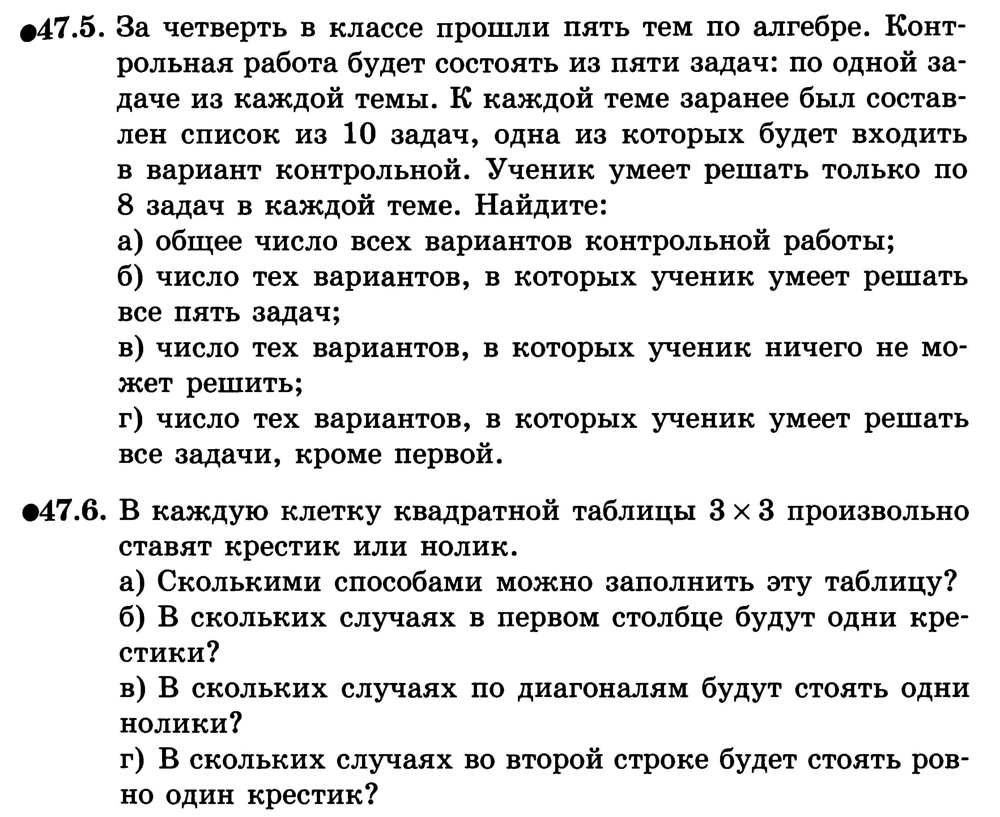 ●47.5. За четверть в классе прошли пять тем по алгебре. Конт-
рольная работа будет состоять из пяти задач: по одной за-
даче из каждой темы. К каждой теме заранее был состав-
лен список из 10 задач, одна из которых будет входить
в вариант контрольной. Ученик умеет решать только по
8 задач в каждой теме. Найдите:
а) общее число всех вариантов контрольной работы;
б) число тех вариантов, в которых ученик умеет решать
все пять задач;
в) число тех вариантов, в которых ученик ничего не мо-
жет решить;
г) число тех вариантов, в которых ученик умеет решать
все задачи, кроме первой.
●47.6. В каждую клетку квадратной таблицы 3 × 3 произвольно
ставят крестик или нолик.
а) Сколькими способами можно заполнить эту таблицу?
б) В скольких случаях в первом столбце будут одни кре-
стики?
в) В скольких случаях по диагоналям будут стоять одни
нолики?
г) В скольких случаях во второй строке будет стоять ров-
но один крестик?